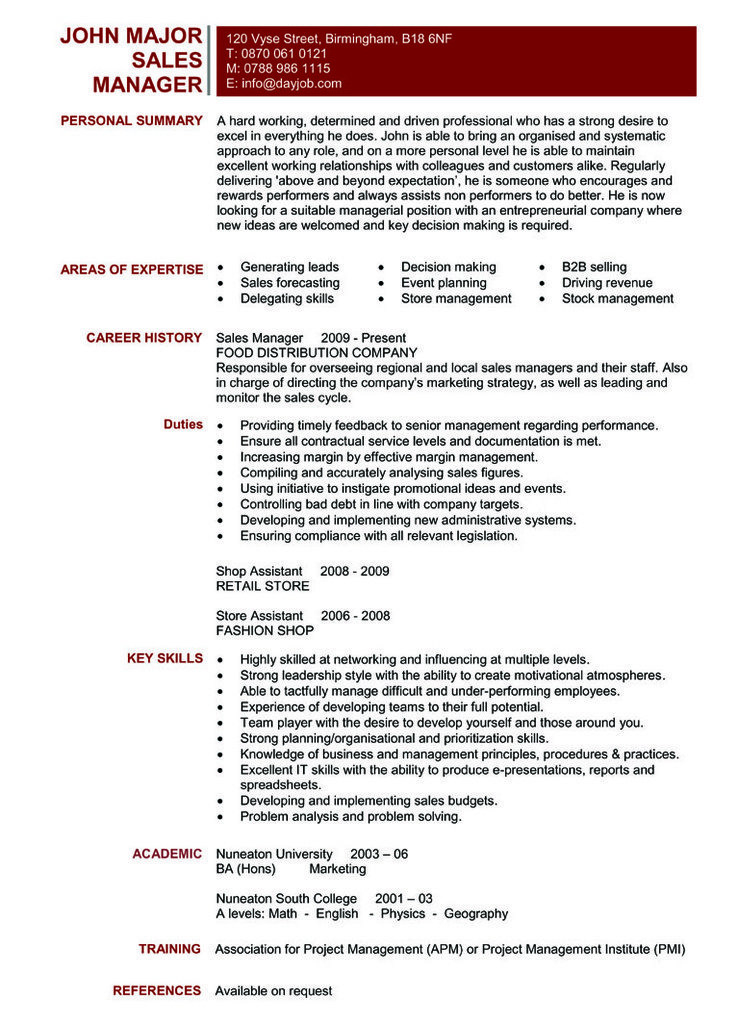 JOHN MAJOR
SALES
MANAGER
120 Vyse Street, Birmingham, B18 6NF
T: 0870 061 0121
M: 0788 986 1115
E: info@dayjob.com
PERSONAL SUMMARY
A hard working, determined and driven professional who has a strong desire to
excel in everything he does. John is able to bring an organised and systematic
approach to any role, and on a more personal level he is able to maintain
excellent working relationships with colleagues and customers alike. Regularly
delivering 'above and beyond expectation', he is someone who encourages and
rewards performers and always assists non performers to do better. He is now
looking for a suitable managerial position with an entrepreneurial company where
new ideas are welcomed and key decision making is required.
AREAS OF EXPERTISE
• Generating leads • Decision making • B2B selling
• Sales forecasting • Event planning • Driving revenue
• Delegating skills • Store management • Stock management
CAREER HISTORY
Sales Manager 2009 - Present
FOOD DISTRIBUTION COMPANY
Responsible for overseeing regional and local sales managers and their staff. Also
in charge of directing the company's marketing strategy, as well as leading and
monitor the sales cycle.
Duties
• Providing timely feedback to senior management regarding performance.
• Ensure all contractual service levels and documentation is met.
• Increasing margin by effective margin management.
• Compiling and accurately analysing sales figures.
• Using initiative to instigate promotional ideas and events.
• Controlling bad debt in line with company targets.
• Developing and implementing new administrative systems.
• Ensuring compliance with all relevant legislation.
Shop Assistant 2008 - 2009
RETAIL STORE
Store Assistant 2006 - 2008
FASHION SHOP
KEY SKILLS
• Highly skilled at networking and influencing at multiple levels.
• Strong leadership style with the ability to create motivational atmospheres.
• Able to tactfully manage difficult and under-performing employees.
• Experience of developing teams to their full potential.
• Team player with the desire to develop yourself and those around you.
• Strong planning/organisational and prioritization skills.
• Knowledge of business and management principles, procedures & practices.
• Excellent IT skills with the ability to produce e-presentations, reports and
spreadsheets.
• Developing and implementing sales budgets.
• Problem analysis and problem solving.
ACADEMIC
Nuneaton University 2003 – 06
BA (Hons) Marketing
Nuneaton South College 2001 – 03
A levels: Math - English - Physics - Geography
TRAINING
Association for Project Management (APM) or Project Management Institute (PMI)
REFERENCES
Available on request